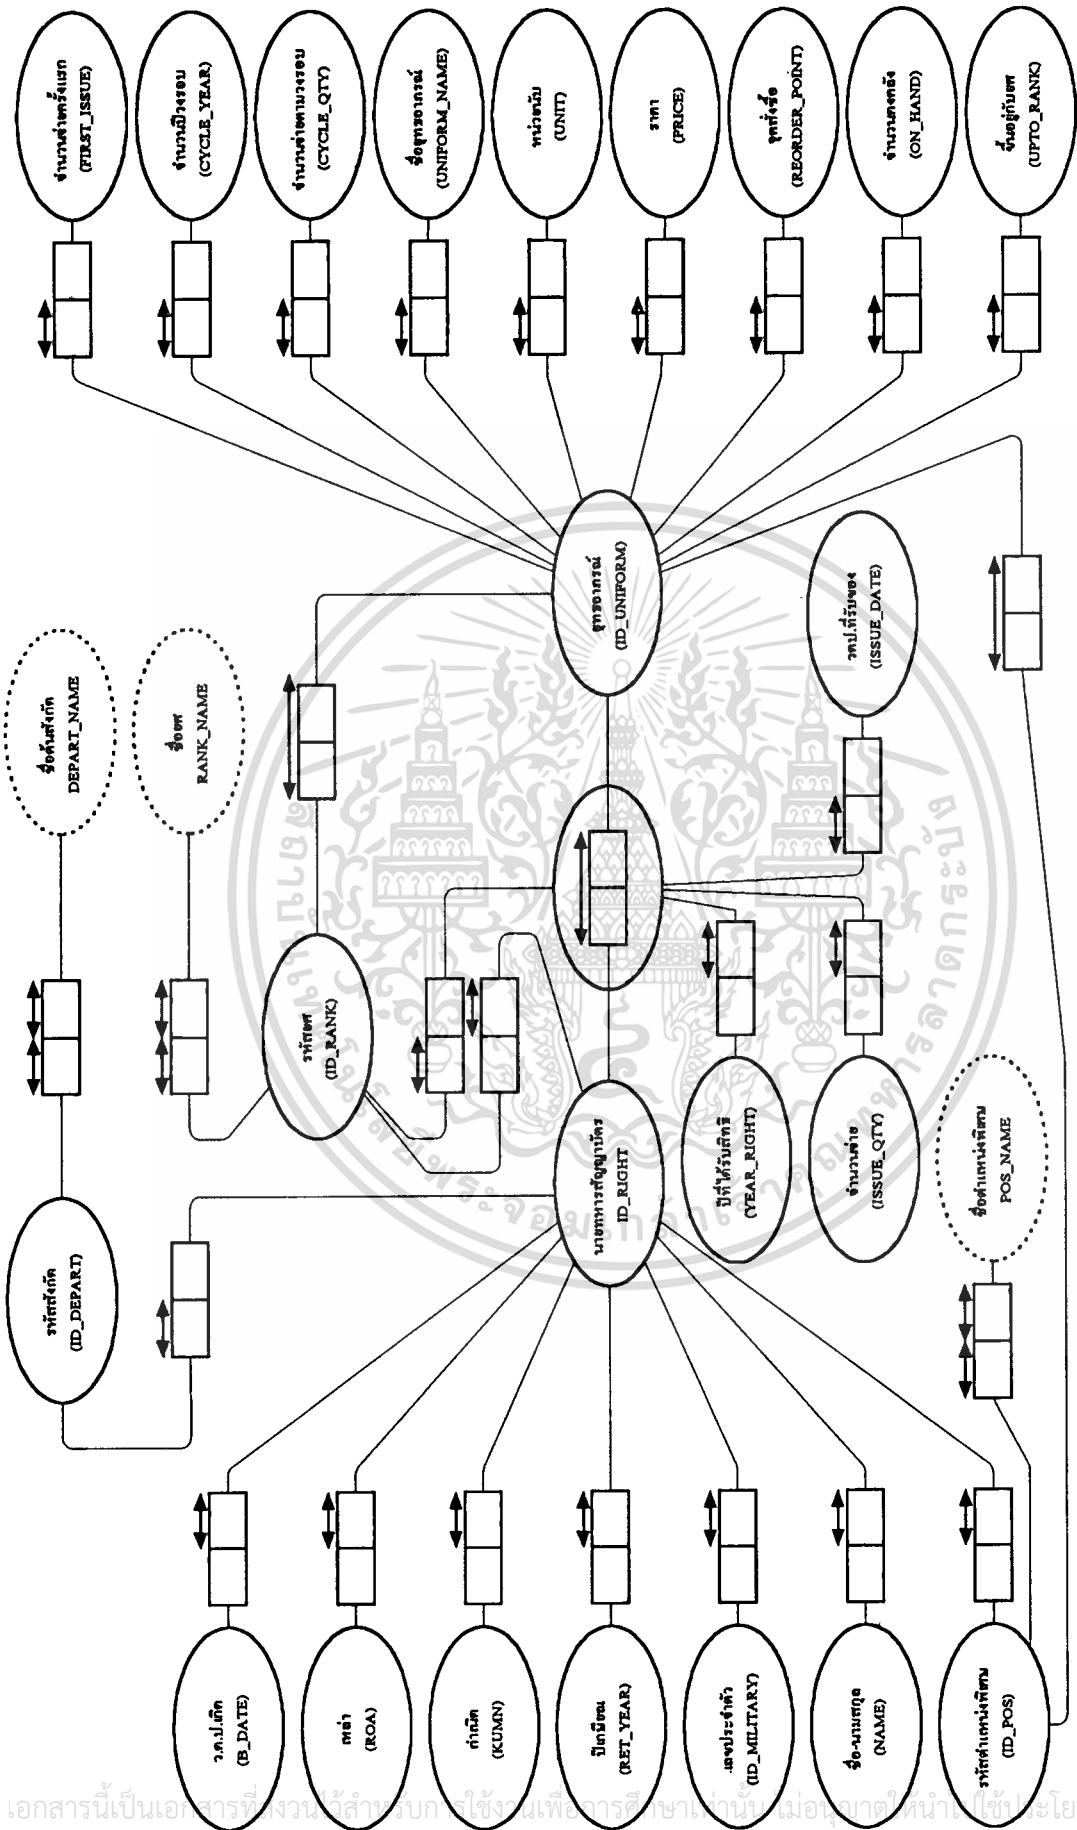 จำนวนจ่ายครั้งแรก
(FIRST_ISSUE)
จำนวนปีวงรอบ
(CYCLE_YEAR)
จำนวนจ่ายตามวงรอบ
(CYCLE_QTY)
ชื่อยุทธอาภรณ์
(UNIFORM_NAME)
หน่วยนับ
(UNIT)
ราคา
(PRICE)
จุดสั่งซื้อ
(REORDER_POINT)
จำนวนคงคลัง
(ON_HAND)
ขึ้นอยู่กับยศ
(UPTO_RANK)
ชื่อต้นสังกัด
DEPART_NAME
ชื่อยศ
RANK_NAME
ยุทธอาภรณ์
(ID_UNIFORM)
วดป.ที่รับของ
(ISSUE_DATE)
รหัสยศ
(ID_RANK)
รหัสสังกัด
(ID_DEPART)
นายทหารสัญญาบัตร
ID_RIGHT
ปีที่ได้รับสิทธิ
(YEAR_RIGHT)
จำนวนจ่าย
(ISSUE_QTY)
ชื่อตำแหน่งพิเศษ
POS_NAME
ว.ด.ป.เกิด
(B_DATE)
เหล่า
(ROA)
กำเนิด
(KUMN)
ปีเกษียณ
(RET_YEAR)
เลขประจำตัว
(ID_MILITARY)
ชื่อ-นามสกุล
(NAME)
รหัสตำแหน่งพิเศษ
(ID_POS)
เอกสารนี้เป็นเอกสารที่สงวนไว้สำหรับการใช้งานเพื่อการศึกษาเท่านั้น ไม่อนุญาตให้นำไปใช้ประโย